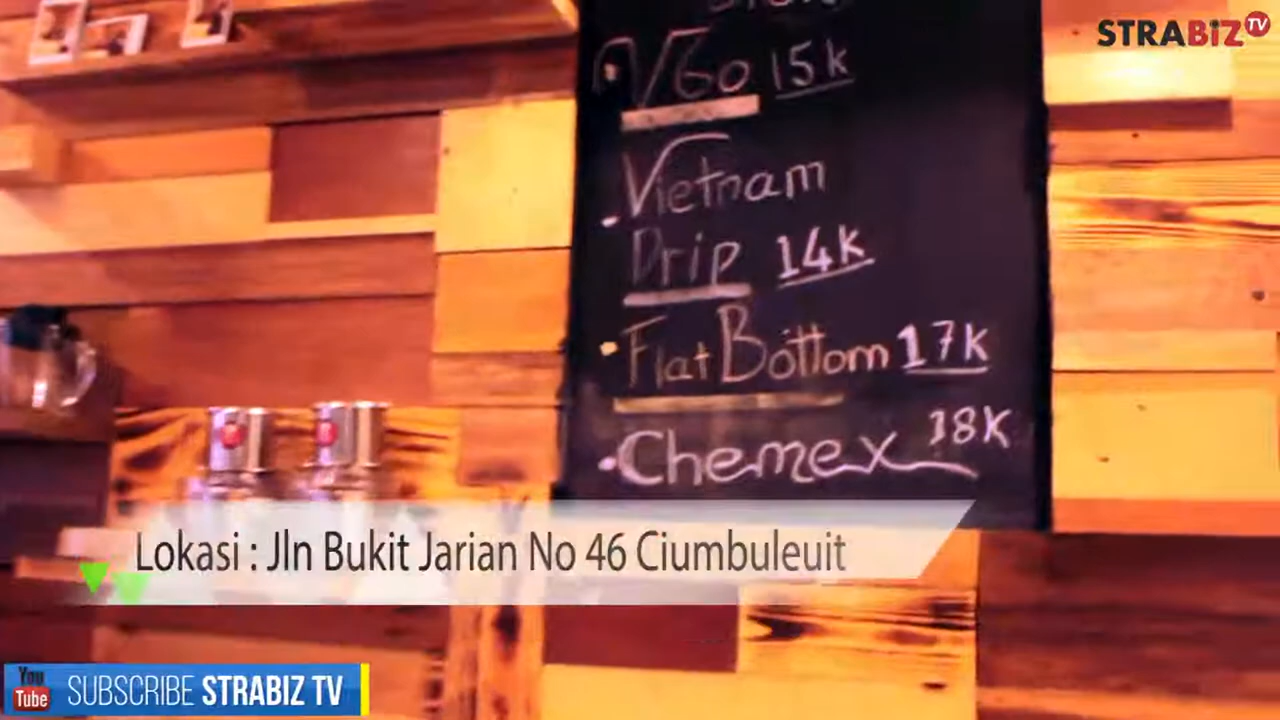 STRABIZ TV
V60 15K
Vietnam
Drip 14K
Flat Bottom 17K
Chemex 18K
Lokasi : Jln Bukit Jarian No 46 Ciumbuleuit
You
Tube
SUBSCRIBE STRABIZ TV